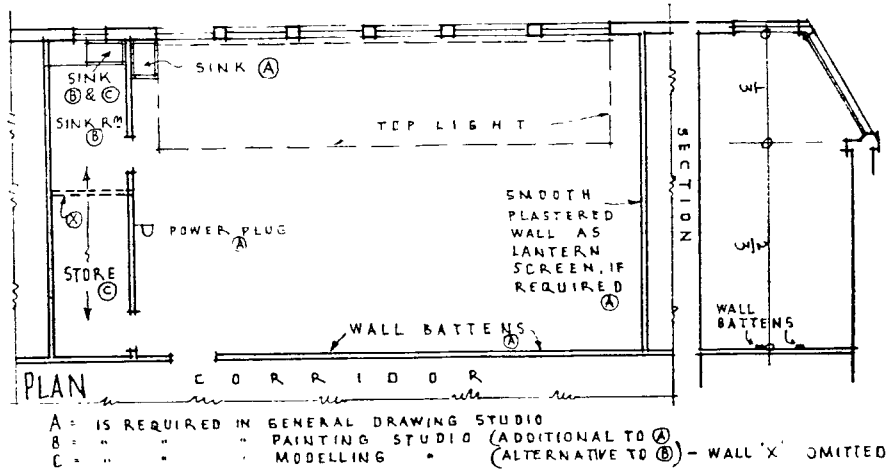 SINK
Ⓑ & Ⓒ
SINK Rᵐ
Ⓑ
SINK Ⓐ
TOP LIGHT
Ⓧ
STORE
Ⓒ
POWER PLUG
Ⓐ
SMOOTH
PLASTERED
WALL AS
LANTERN
SCREEN, IF
REQUIRED
Ⓐ
WALL BATTENS
Ⓐ
SECTION
WALL
BATTENS
PLAN
CORRIDOR
A = IS REQUIRED IN GENERAL DRAWING STUDIO
B = " " " PAINTING STUDIO (ADDITIONAL TO Ⓐ
C = " " " MODELLING " (ALTERNATIVE TO Ⓑ) - WALL 'X' OMITTED